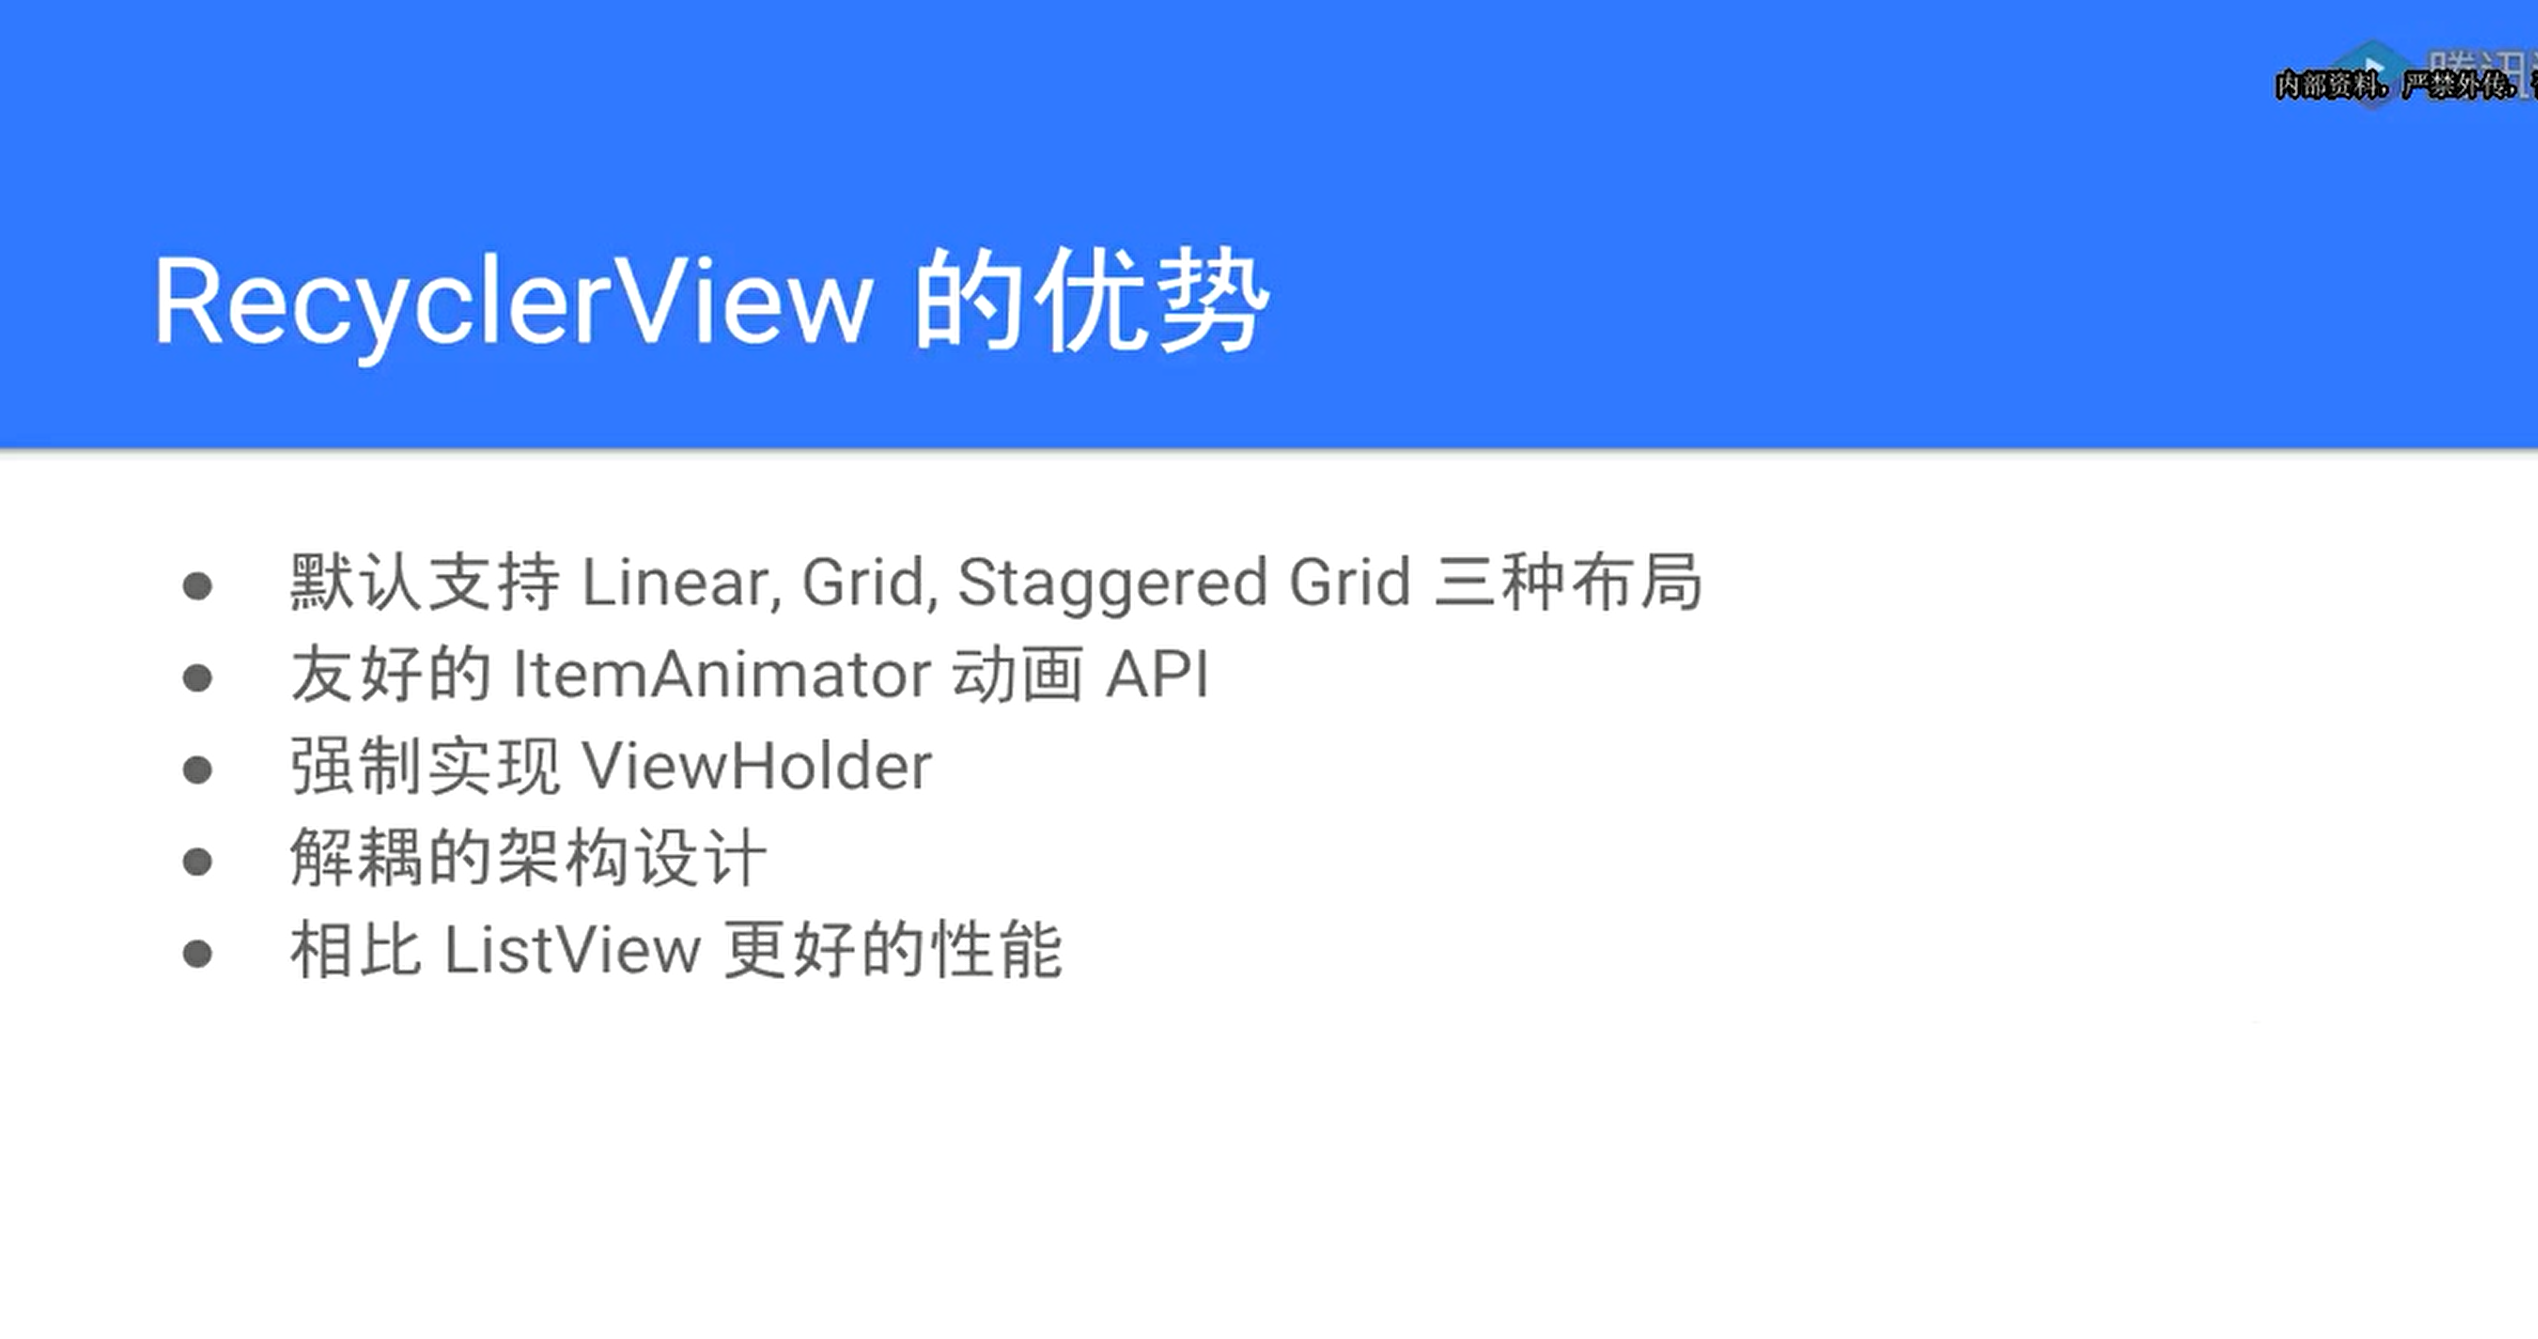 内部资料，严禁外传，
RecyclerView 的优势
● 默认支持 Linear, Grid, Staggered Grid 三种布局
● 友好的 ItemAnimator 动画 API
● 强制实现 ViewHolder
● 解耦的架构设计
● 相比 ListView 更好的性能